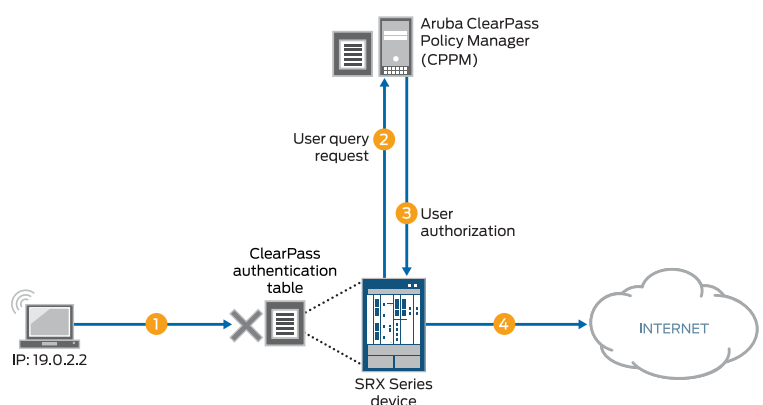 Aruba ClearPass
Policy Manager
(CPPM)
User query
request
2
3
User
authorization
ClearPass
authentication
table
1
4
INTERNET
IP: 19.0.2.2
SRX Series
device